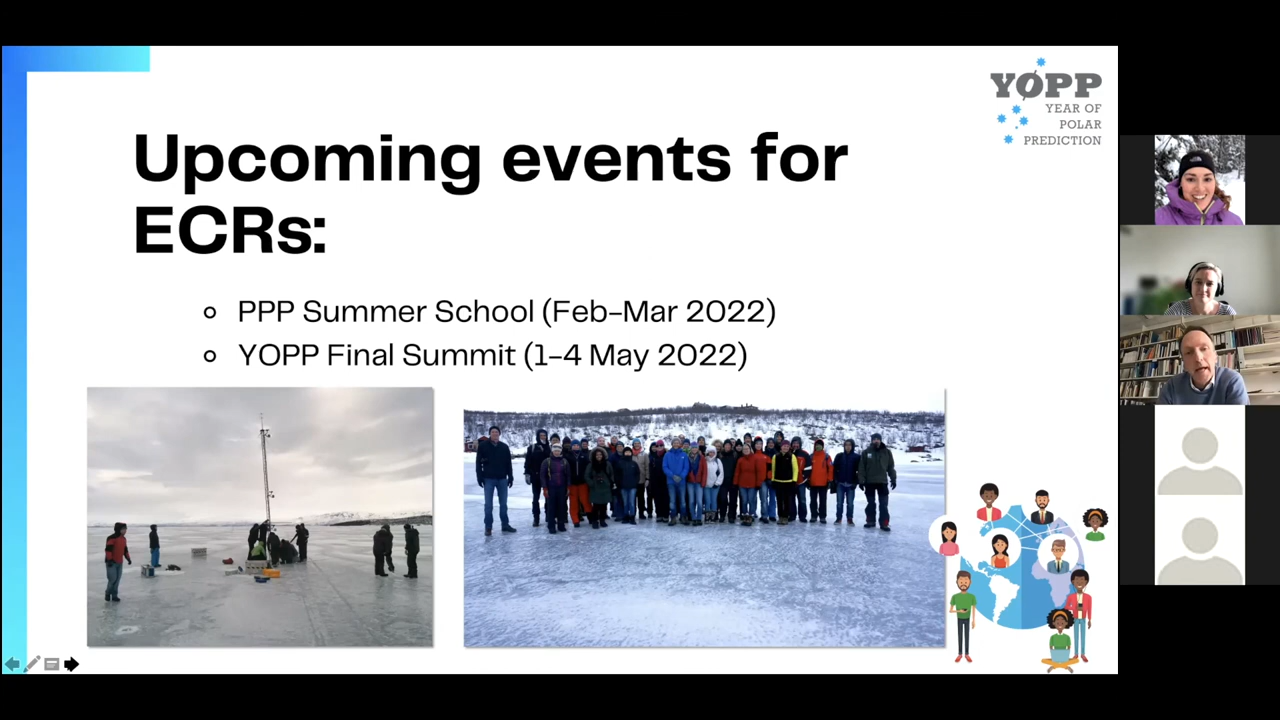 YOPP
YEAR OF
POLAR
PREDICTION
Upcoming events for
ECRs:
PPP Summer School (Feb–Mar 2022)
YOPP Final Summit (1–4 May 2022)